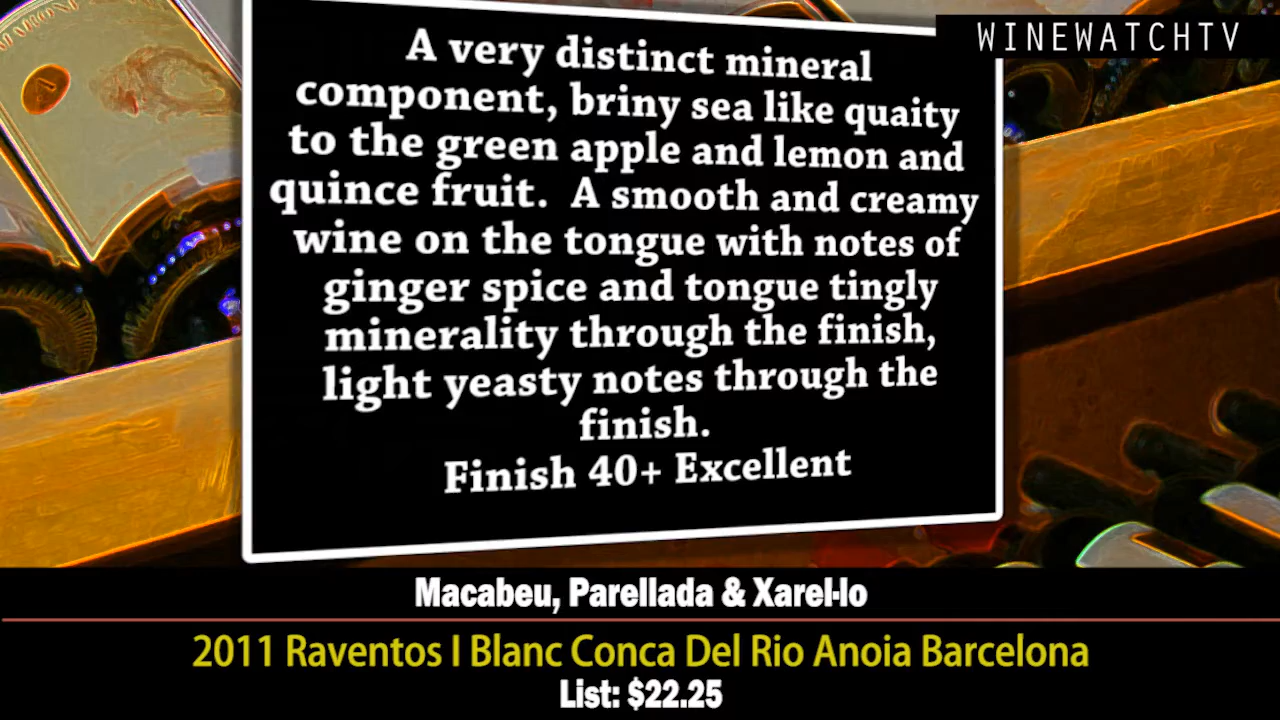 WINEWATCHTV
A very distinct mineral
component, briny sea like quaity
to the green apple and lemon and
quince fruit. A smooth and creamy
wine on the tongue with notes of
ginger spice and tongue tingly
minerality through the finish,
light yeasty notes through the
finish.
Finish 40+ Excellent
Macabeu, Parellada & Xarel·lo
2011 Raventos I Blanc Conca Del Rio Anoia Barcelona
List: $22.25